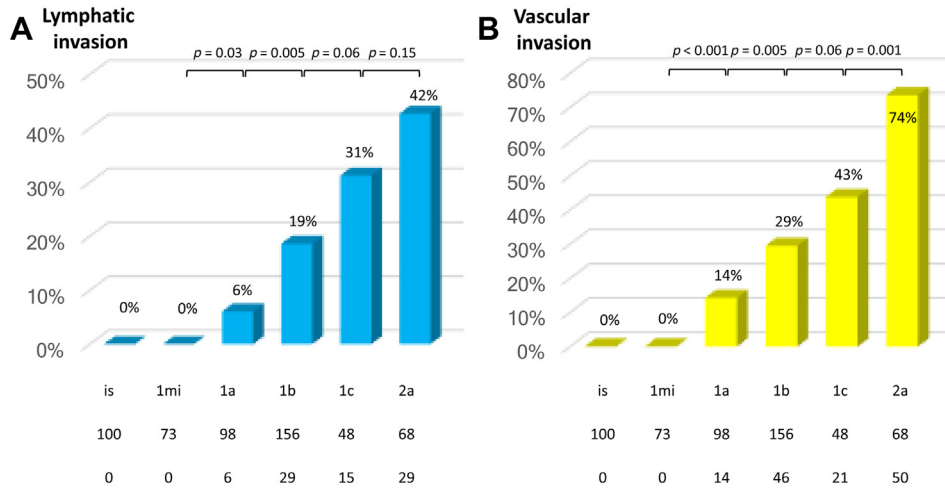 A
Lymphatic
invasion
p = 0.03 p = 0.005 p = 0.06 p = 0.15
50%
40%
30%
20%
10%
0%
0%
0%
6%
19%
31%
42%
is 1mi 1a 1b 1c 2a
100 73 98 156 48 68
0 0 6 29 15 29
B
Vascular
invasion
p < 0.001 p = 0.005 p = 0.06 p = 0.001
80%
70%
60%
50%
40%
30%
20%
10%
0%
0%
0%
14%
29%
43%
74%
is 1mi 1a 1b 1c 2a
100 73 98 156 48 68
0 0 14 46 21 50